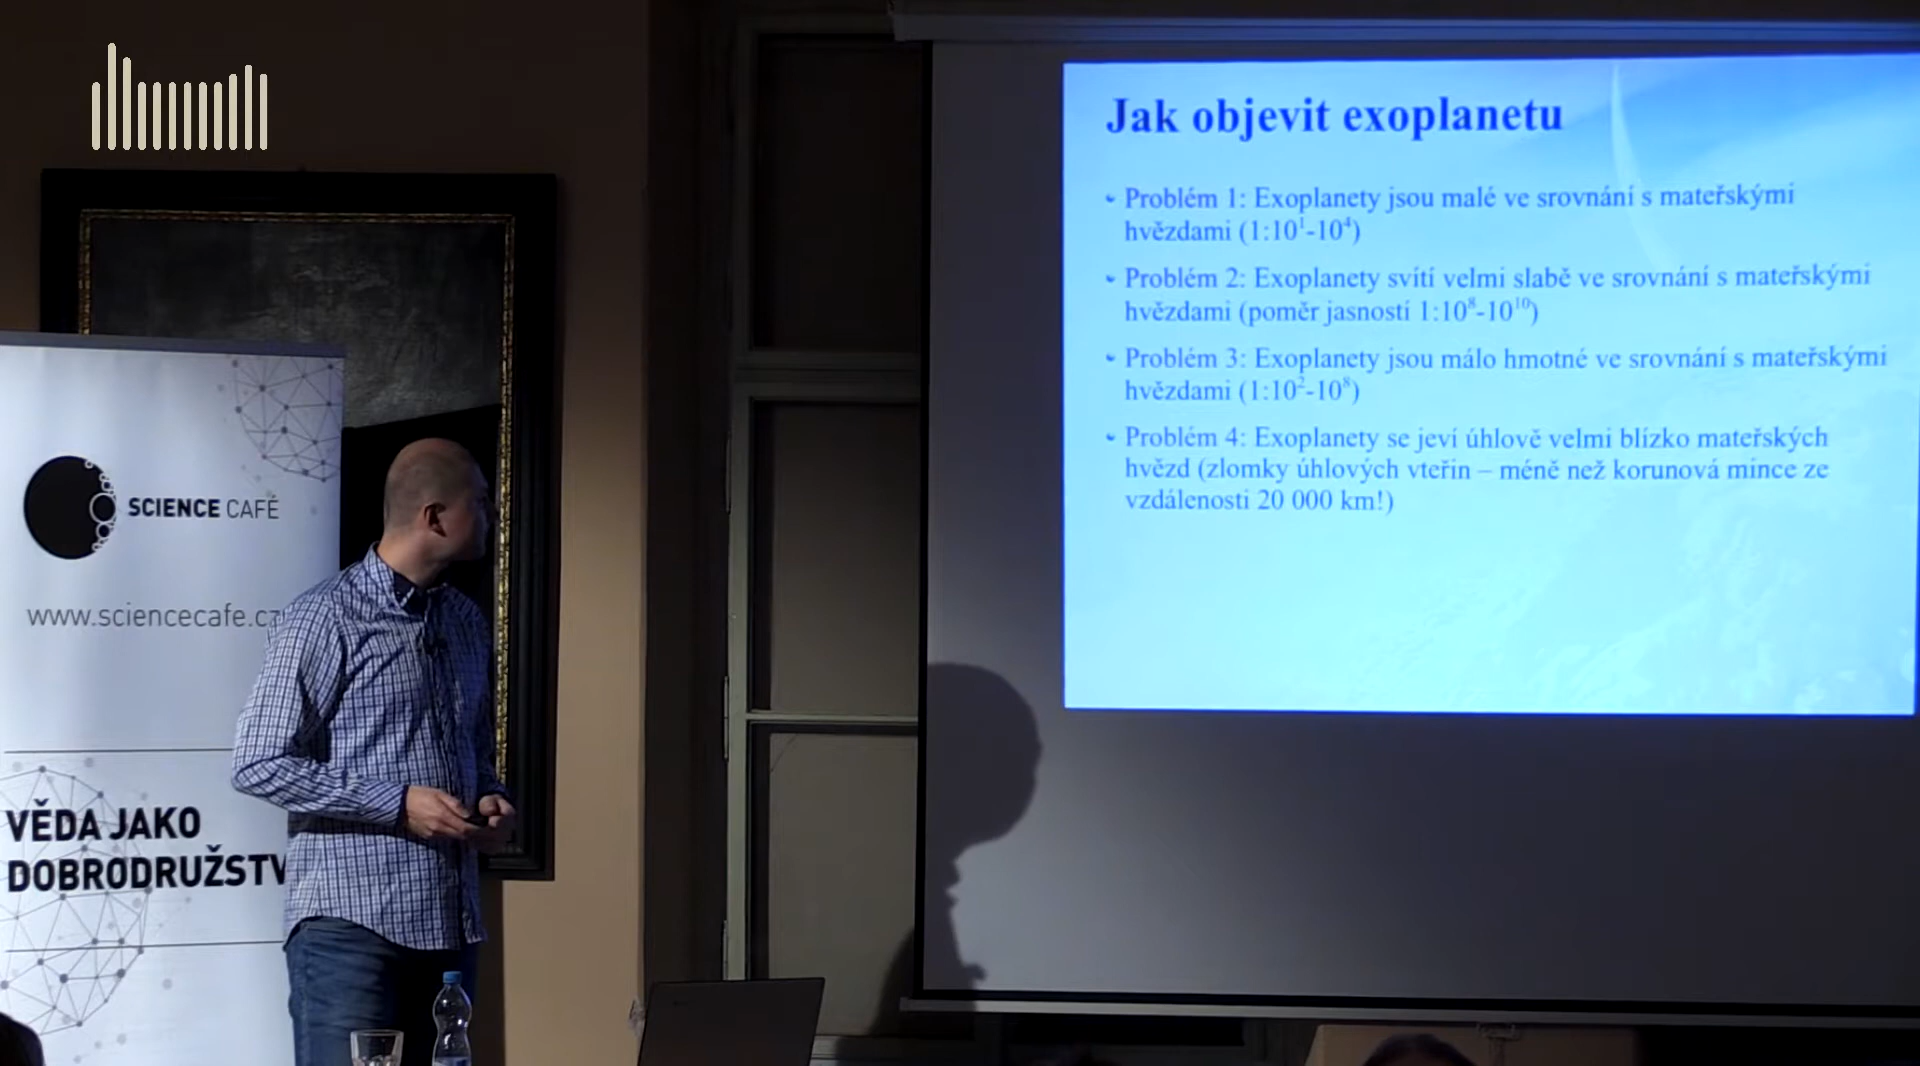 Jak objevit exoplanetu
Problém 1: Exoplanety jsou malé ve srovnání s mateřskými
hvězdami (1:10¹-10⁴)
Problém 2: Exoplanety svítí velmi slabě ve srovnání s mateřskými
hvězdami (poměr jasností 1:10⁸-10¹⁰)
Problém 3: Exoplanety jsou málo hmotné ve srovnání s mateřskými
hvězdami (1:10²-10⁸)
Problém 4: Exoplanety se jeví úhlově velmi blízko mateřských
hvězd (zlomky úhlových vteřin – méně než korunová mince ze
vzdálenosti 20 000 km!)
SCIENCE CAFÉ
www.sciencecafe.cz
VĚDA JAKO
DOBRODRUŽSTV